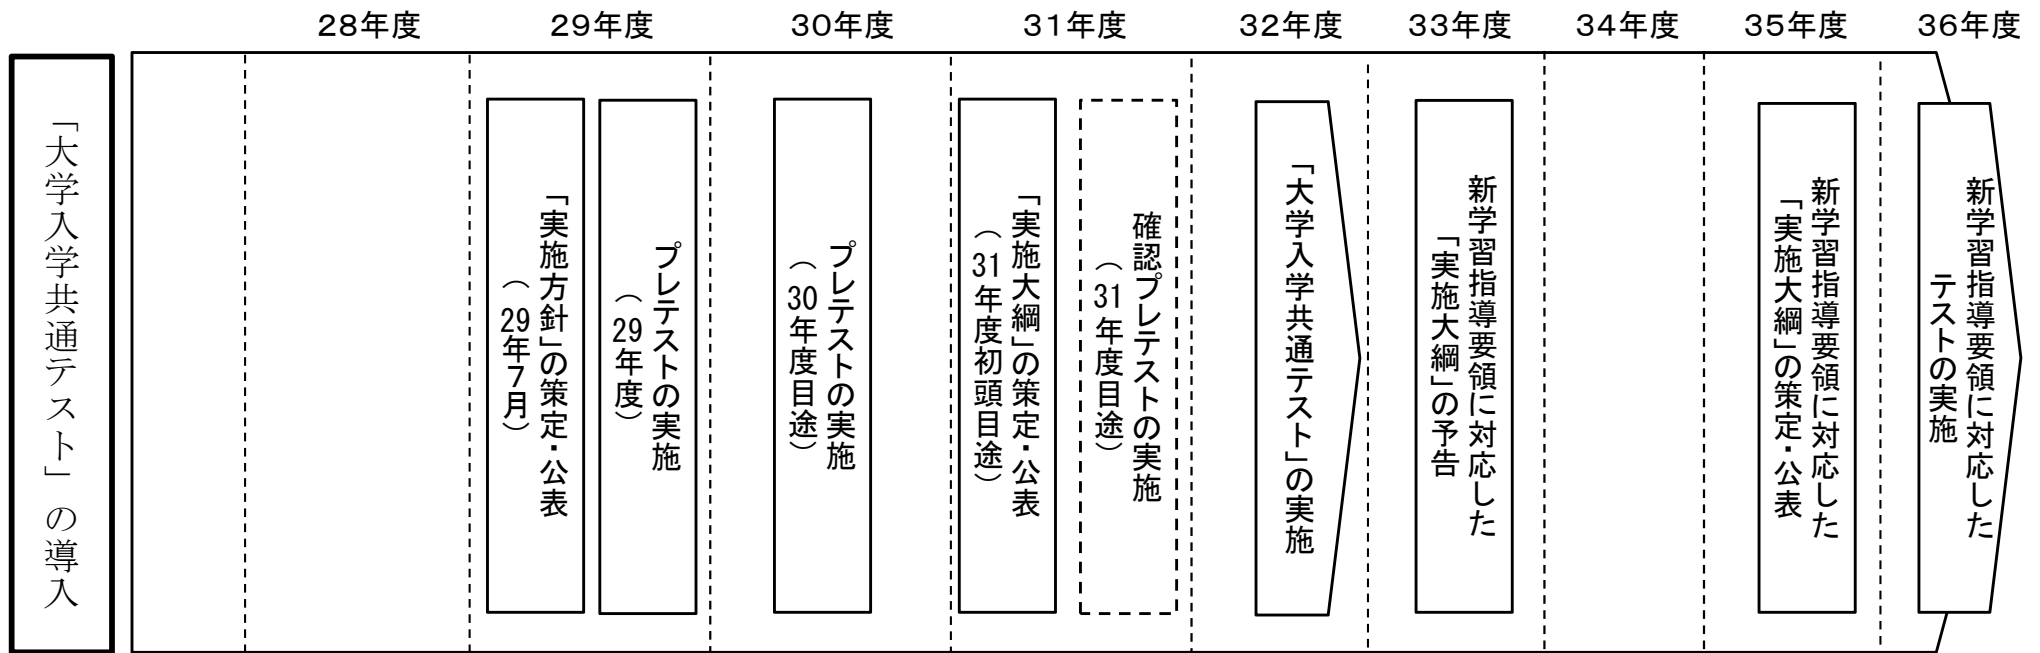 28年度
29年度
30年度
31年度
32年度
33年度
34年度
35年度
36年度
「大学入学共通テスト」の導入
「実施方針」の策定・公表
（29年７月）
プレテストの実施
（29年度）
プレテストの実施
（30年度目途）
「実施大綱」の策定・公表
（31年度初頭目途）
確認プレテストの実施
（31年度目途）
「大学入学共通テスト」の実施
新学習指導要領に対応した
「実施大綱」の予告
新学習指導要領に対応した
「実施大綱」の策定・公表
新学習指導要領に対応した
テストの実施